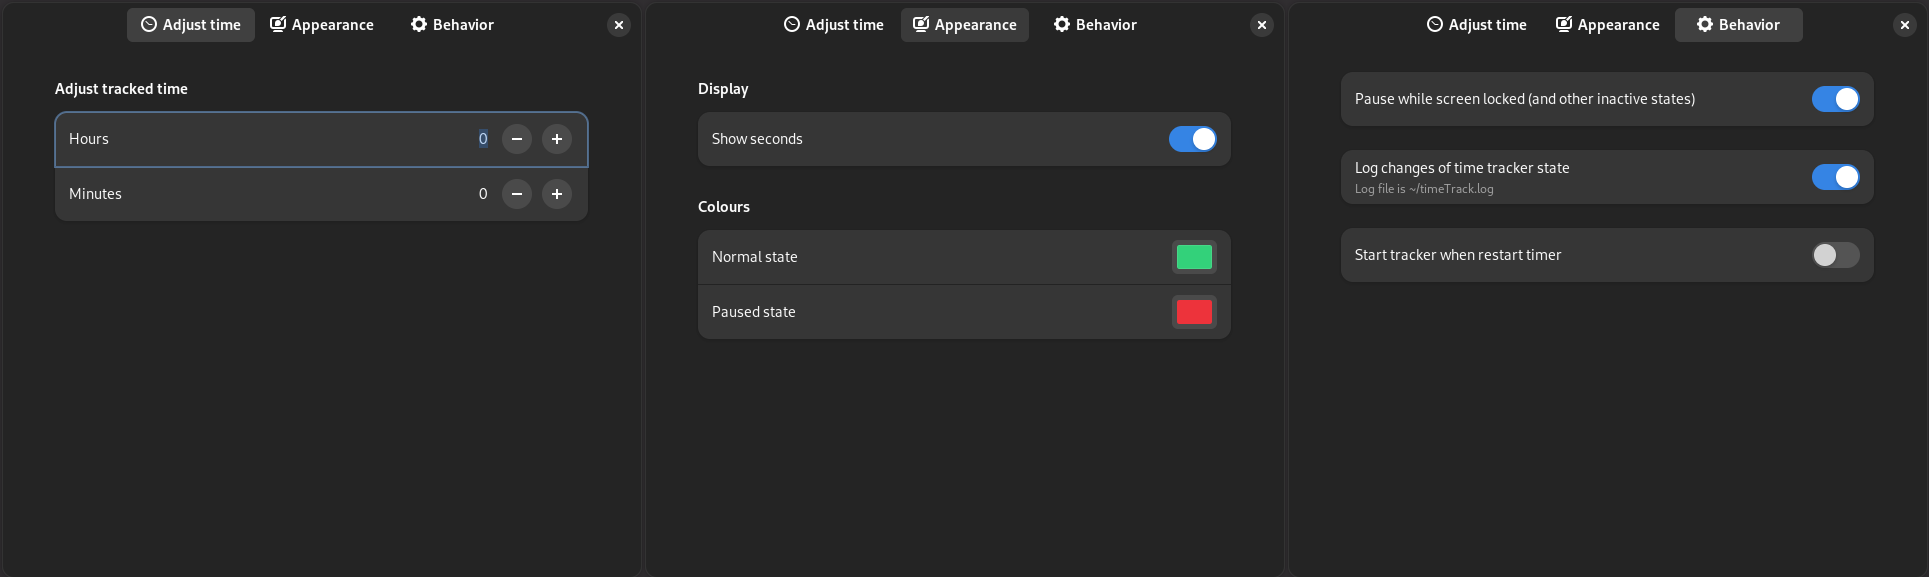 Adjust time Appearance Behavior
Adjust tracked time
Hours 0
Minutes 0
Adjust time Appearance Behavior
Display
Show seconds
Colours
Normal state
Paused state
Adjust time Appearance Behavior
Pause while screen locked (and other inactive states)
Log changes of time tracker state
Log file is ~/timeTrack.log
Start tracker when restart timer